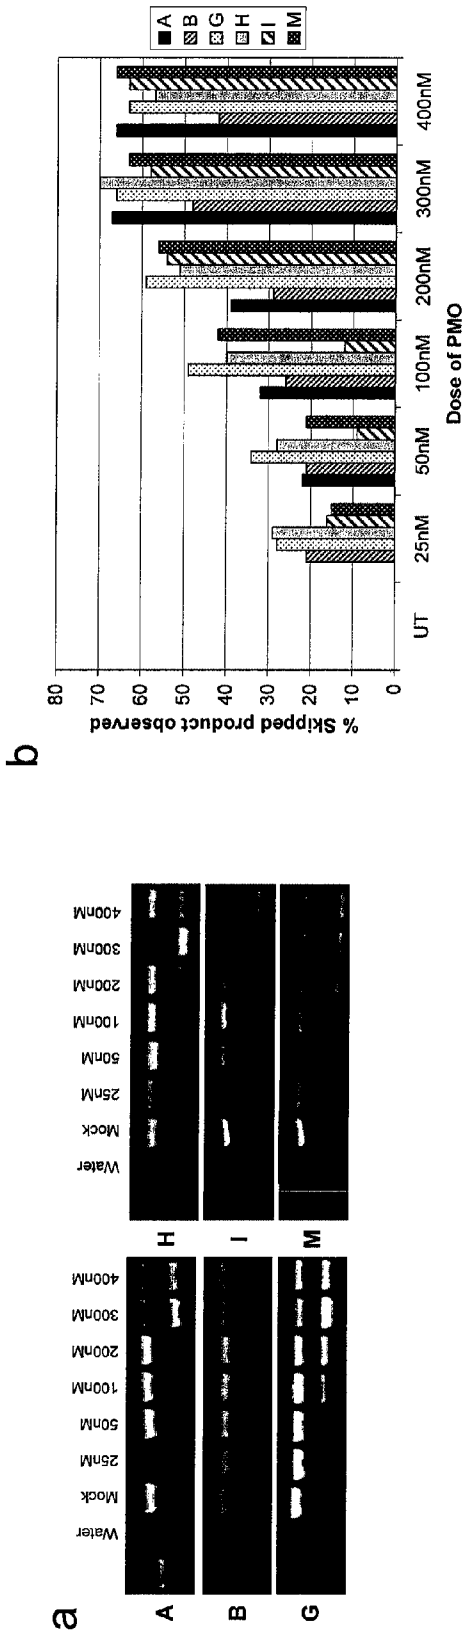 a
Water
Mock
25nM
50nM
100nM
200nM
300nM
400nM
A
B
G
Water
Mock
25nM
50nM
100nM
200nM
300nM
400nM
H
I
M
b
% Skipped product observed
80
70
60
50
40
30
20
10
0
UT
25nM
50nM
100nM
200nM
300nM
400nM
Dose of PMO
A
B
G
H
I
M